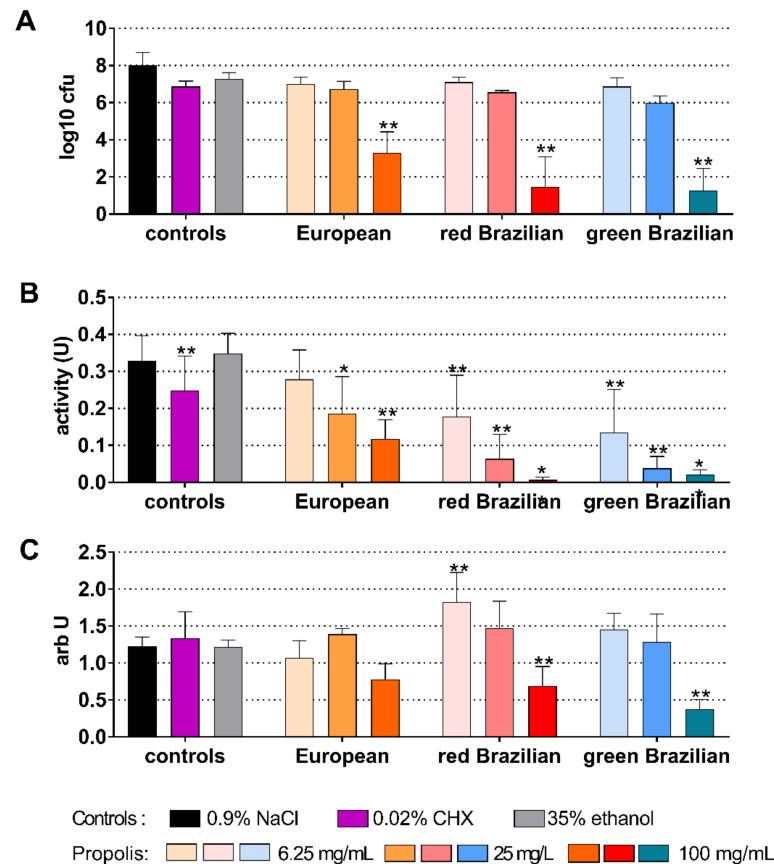 A
log10 cfu
10
8
6
4
2
0
**
**
**
controls
European
red Brazilian
green Brazilian
B
activity (U)
0.5
0.4
0.3
0.2
0.1
0.0
**
*
**
**
**
*
*
**
**
*
*
controls
European
red Brazilian
green Brazilian
C
arb U
2.5
2.0
1.5
1.0
0.5
0.0
**
**
**
controls
European
red Brazilian
green Brazilian
Controls : 0.9% NaCl 0.02% CHX 35% ethanol
Propolis: 6.25 mg/mL 25 mg/L 100 mg/mL